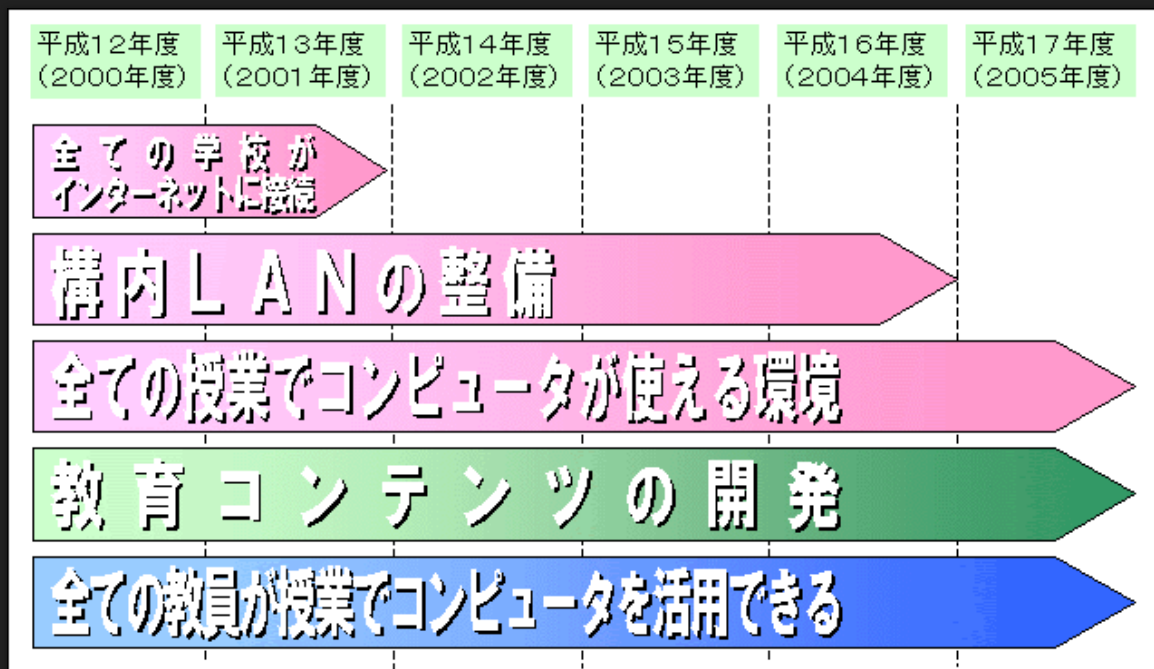 平成12年度
（2000年度）
平成13年度
（2001年度）
平成14年度
（2002年度）
平成15年度
（2003年度）
平成16年度
（2004年度）
平成17年度
（2005年度）
全ての学校が
インターネットに接続
構内ＬＡＮの整備
全ての授業でコンピュータが使える環境
教育コンテンツの開発
全ての教員が授業でコンピュータを活用できる